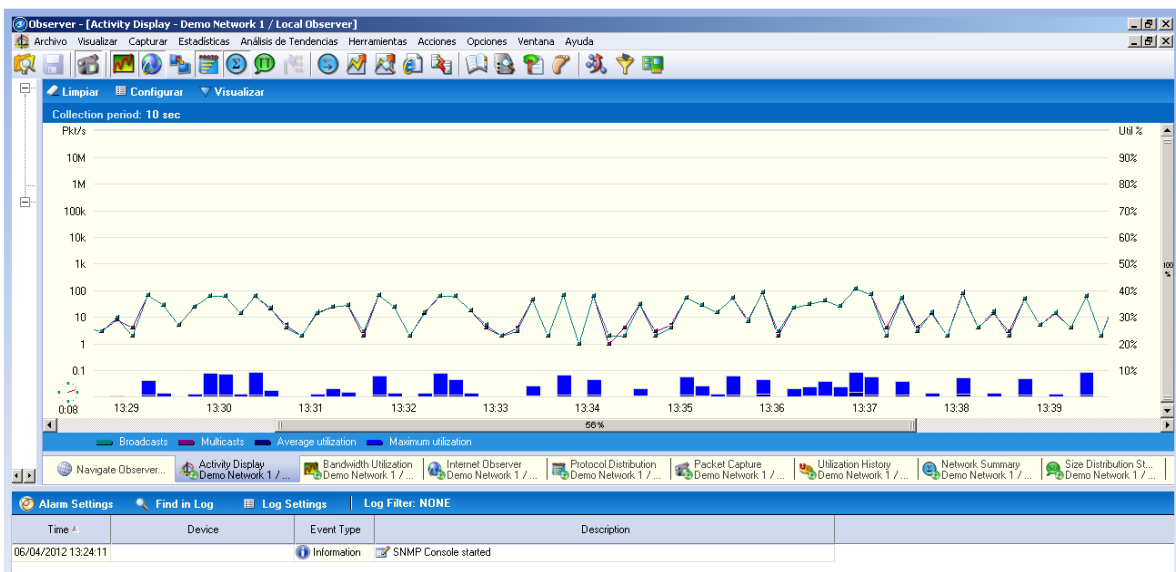 Observer - [Activity Display - Demo Network 1 / Local Observer]
Archivo Visualizar Capturar Estadísticas Análisis de Tendencias Herramientas Acciones Opciones Ventana Ayuda
Limpiar Configurar Visualizar
Collection period: 10 sec
Pkt/s Util %
10M 90%
1M 80%
100k 70%
10k 60%
1k 50%
100 %
100 40%
10 30%
1 20%
0.1 10%
0:08 13:29 13:30 13:31 13:32 13:33 13:34 13:35 13:36 13:37 13:38 13:39
56%
Broadcasts Multicasts Average utilization Maximum utilization
Navigate Observer...
Activity Display
Demo Network 1 / ...
Bandwidth Utilization
Demo Network 1 / ...
Internet Observer
Demo Network 1 / ...
Protocol Distribution
Demo Network 1 / ...
Packet Capture
Demo Network 1 / ...
Utilization History
Demo Network 1 / ...
Network Summary
Demo Network 1 / ...
Size Distribution St...
Demo Network 1 / ...
Alarm Settings Find in Log Log Settings Log Filter: NONE
Time Device Event Type Description
06/04/2012 13:24:11 Information SNMP Console started